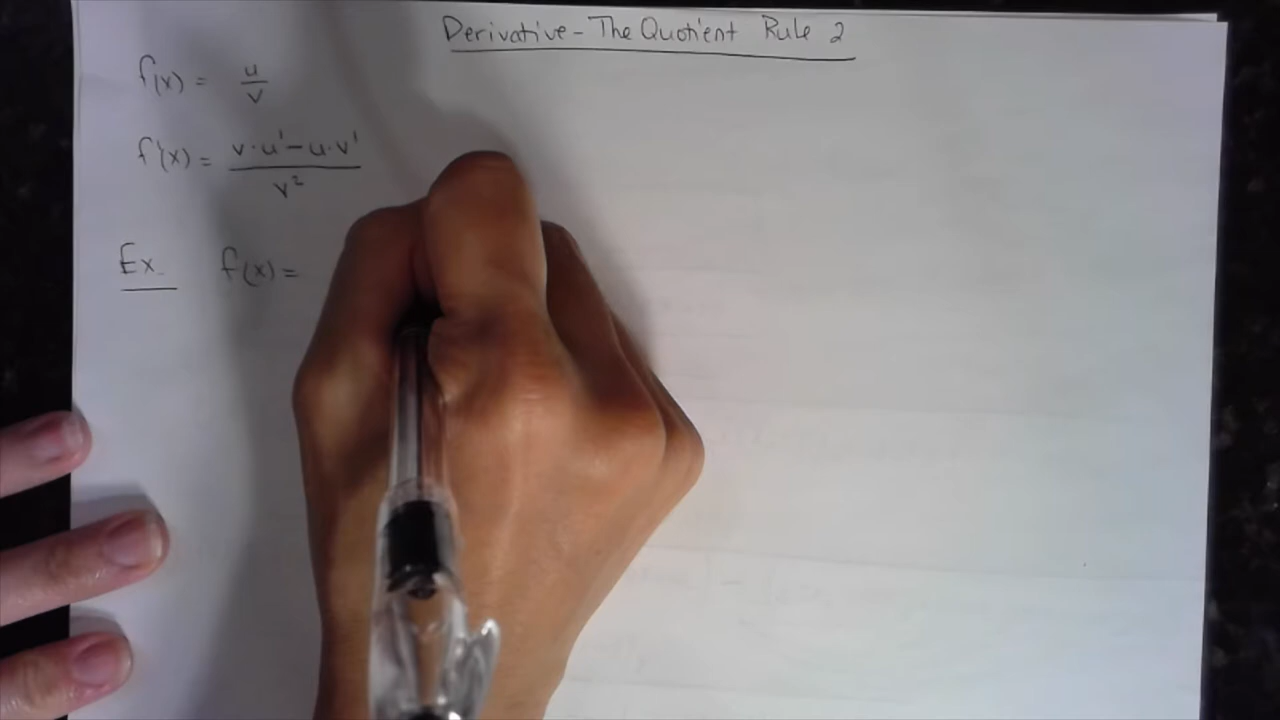 Derivative - The Quotient Rule 2
f(x) = u/v
f'(x) = v·u' - u·v' / v²
Ex. f(x) =